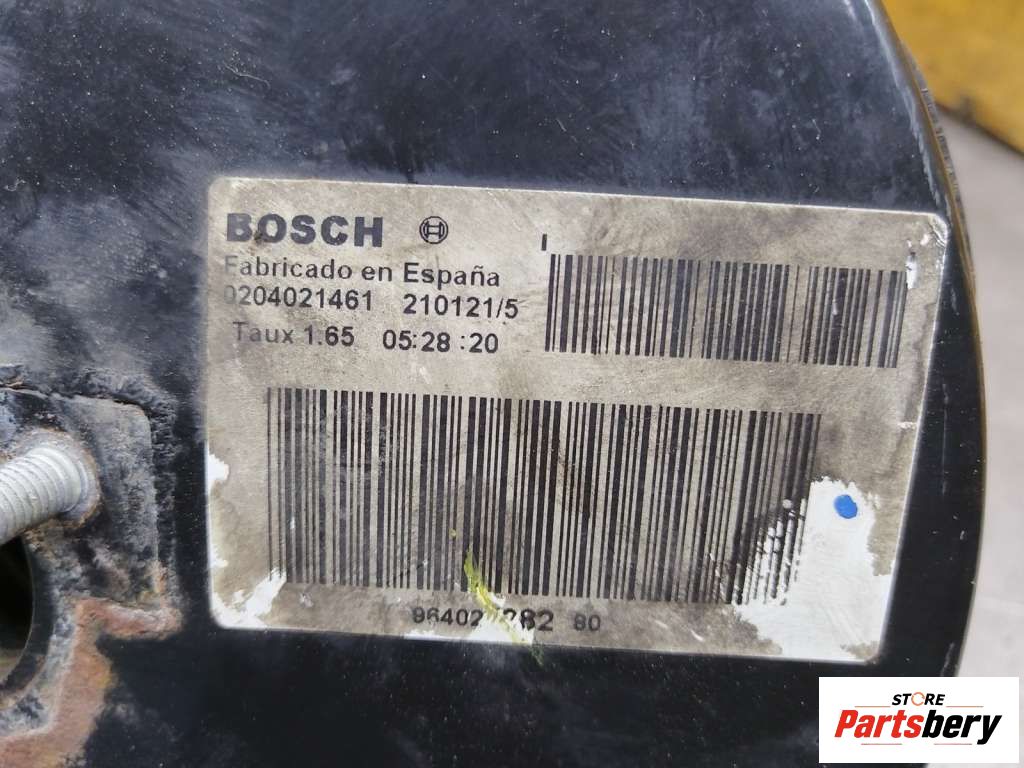 BOSCH
Fabricado en España
0204021461 210121/5
Taux 1.65 05:28:20
I
80
STORE
Partsbery